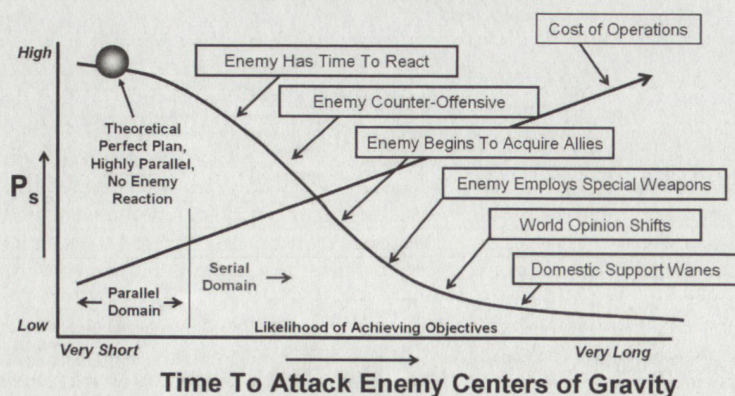 Cost of Operations
High
Enemy Has Time To React
Enemy Counter-Offensive
Theoretical
Perfect Plan,
Highly Parallel,
No Enemy
Reaction
Enemy Begins To Acquire Allies
Ps
Enemy Employs Special Weapons
World Opinion Shifts
Serial
Domain
Domestic Support Wanes
Parallel
Domain
Low
Likelihood of Achieving Objectives
Very Short
Very Long
Time To Attack Enemy Centers of Gravity